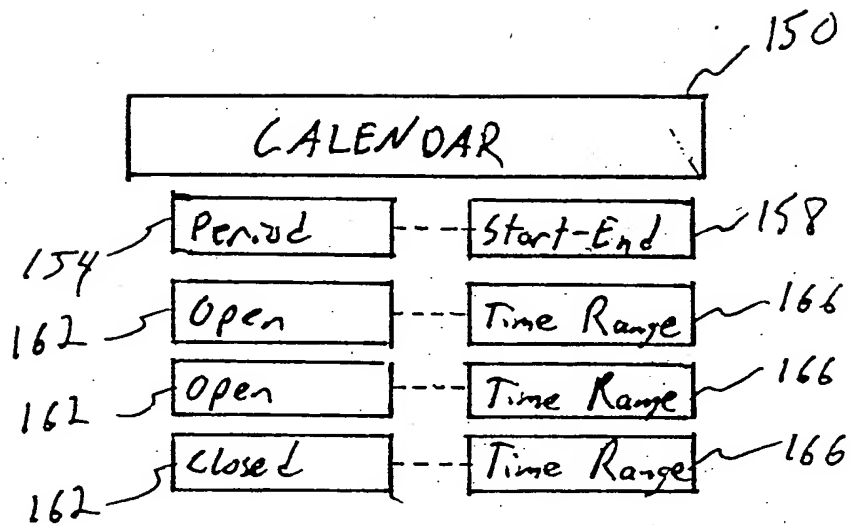 150
CALENDAR
154 Period Start-End 158
162 Open Time Range 166
162 Open Time Range 166
162 Closed Time Range 166